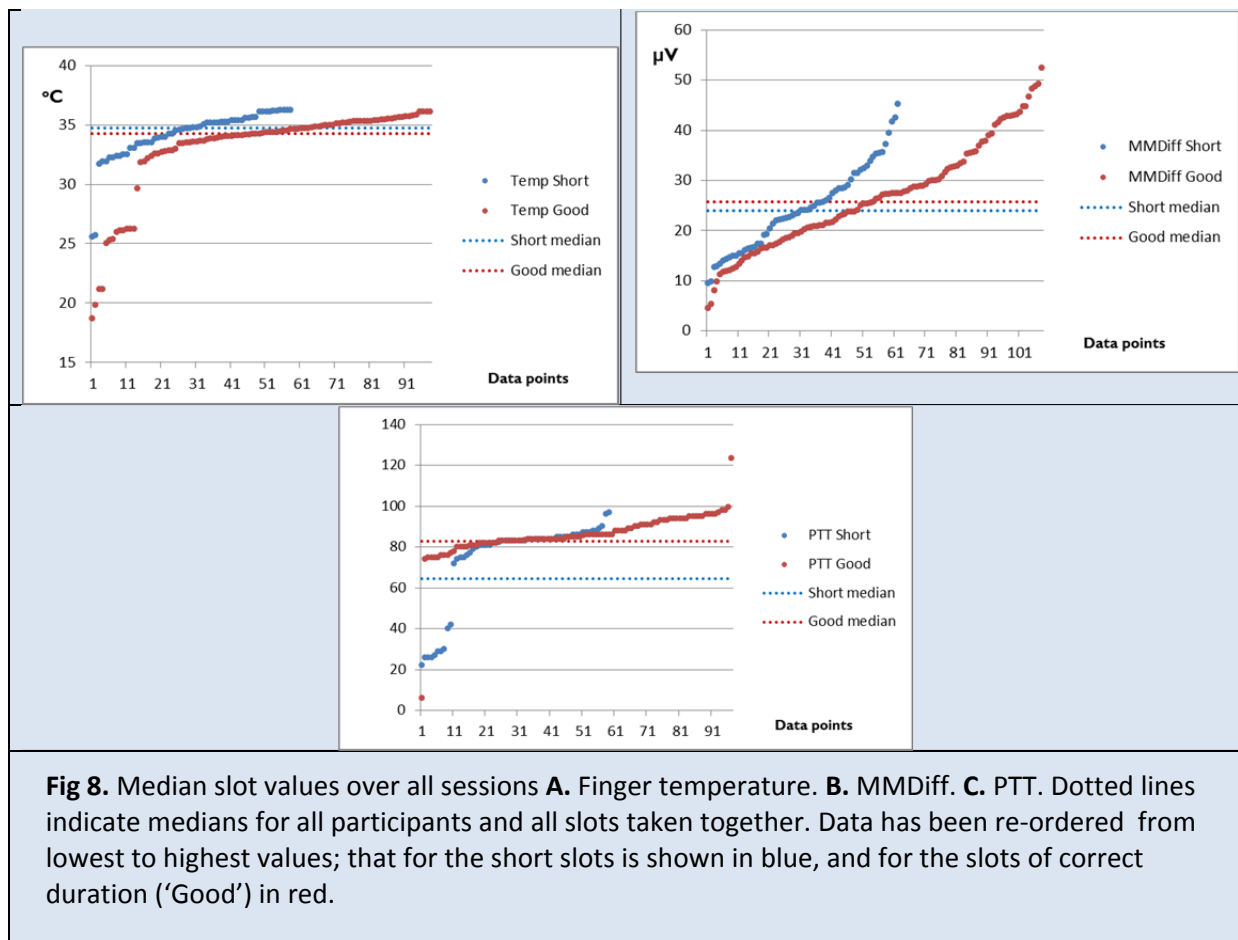 40
35
30
25
20
15
°C
1 11 21 31 41 51 61 71 81 91
Data points
Temp Short
Temp Good
Short median
Good median
60
50
40
30
20
10
0
µV
1 11 21 31 41 51 61 71 81 91 101
Data points
MMDiff Short
MMDiff Good
Short median
Good median
140
120
100
80
60
40
20
0
1 11 21 31 41 51 61 71 81 91
Data points
PTT Short
PTT Good
Short median
Good median
Fig 8. Median slot values over all sessions A. Finger temperature. B. MMDiff. C. PTT. Dotted lines
indicate medians for all participants and all slots taken together. Data has been re-ordered from
lowest to highest values; that for the short slots is shown in blue, and for the slots of correct
duration (‘Good’) in red.